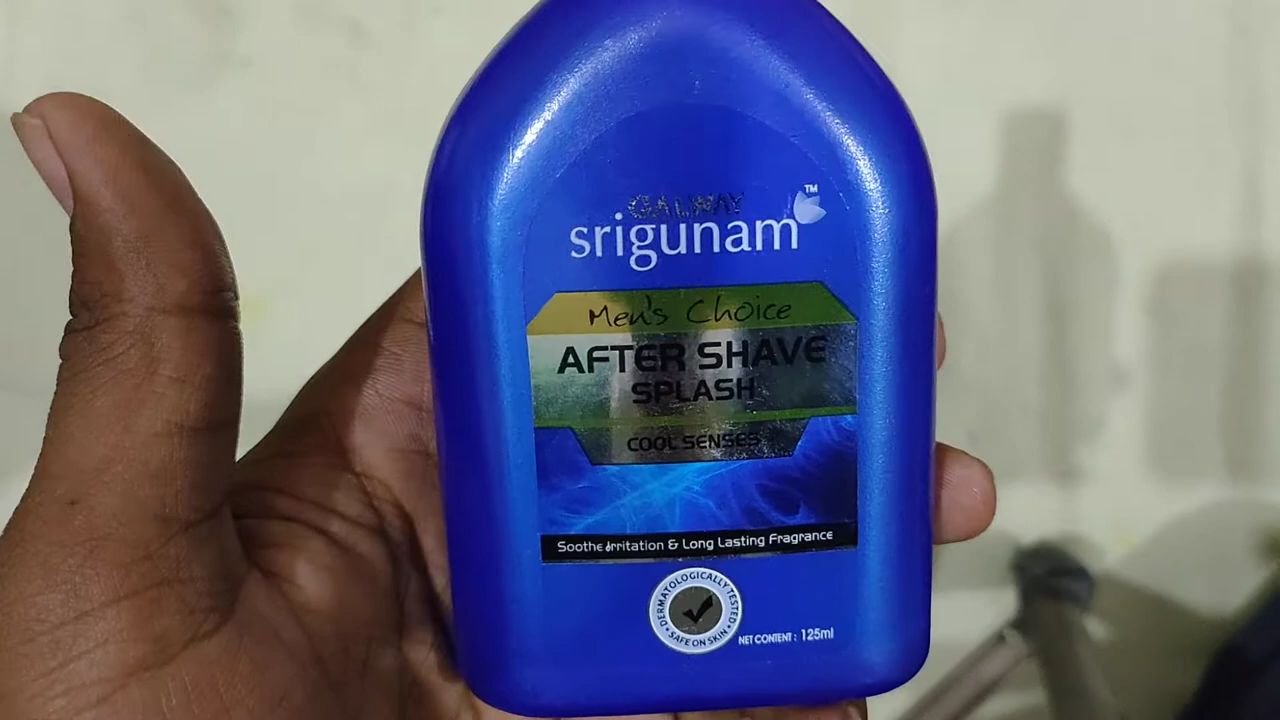 GALWAY
srigunam™
Men's Choice
AFTER SHAVE
SPLASH
COOL SENSES
Soothe Irritation & Long Lasting Fragrance
DERMATOLOGICALLY TESTED
• SAFE ON SKIN •
NET CONTENT : 125ml